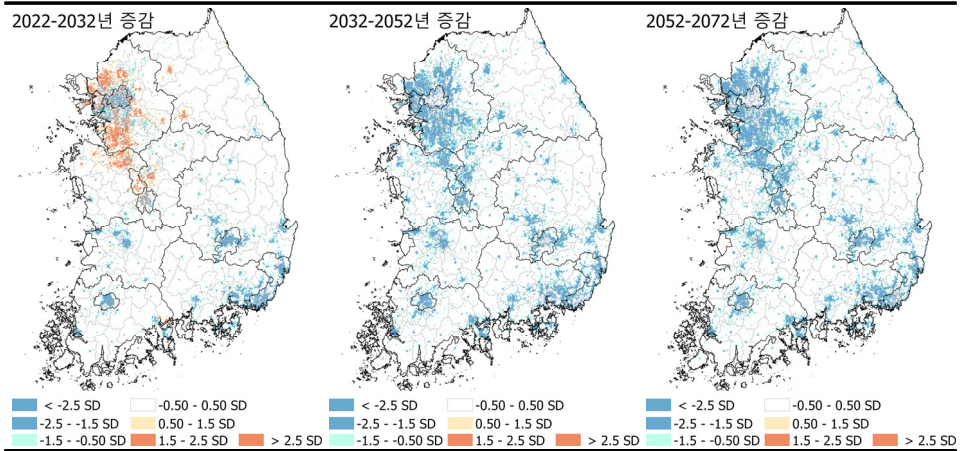 2022-2032년 증감
2032-2052년 증감
2052-2072년 증감
< -2.5 SD
-0.50 - 0.50 SD
-2.5 - -1.5 SD
0.50 - 1.5 SD
-1.5 - -0.50 SD
1.5 - 2.5 SD
> 2.5 SD
< -2.5 SD
-0.50 - 0.50 SD
-2.5 - -1.5 SD
0.50 - 1.5 SD
-1.5 - -0.50 SD
1.5 - 2.5 SD
> 2.5 SD
< -2.5 SD
-0.50 - 0.50 SD
-2.5 - -1.5 SD
0.50 - 1.5 SD
-1.5 - -0.50 SD
1.5 - 2.5 SD
> 2.5 SD